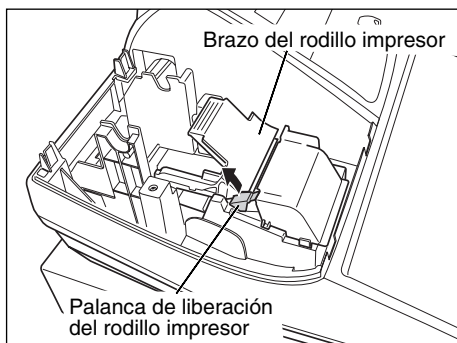 Brazo del rodillo impresor
Palanca de liberación
del rodillo impresor